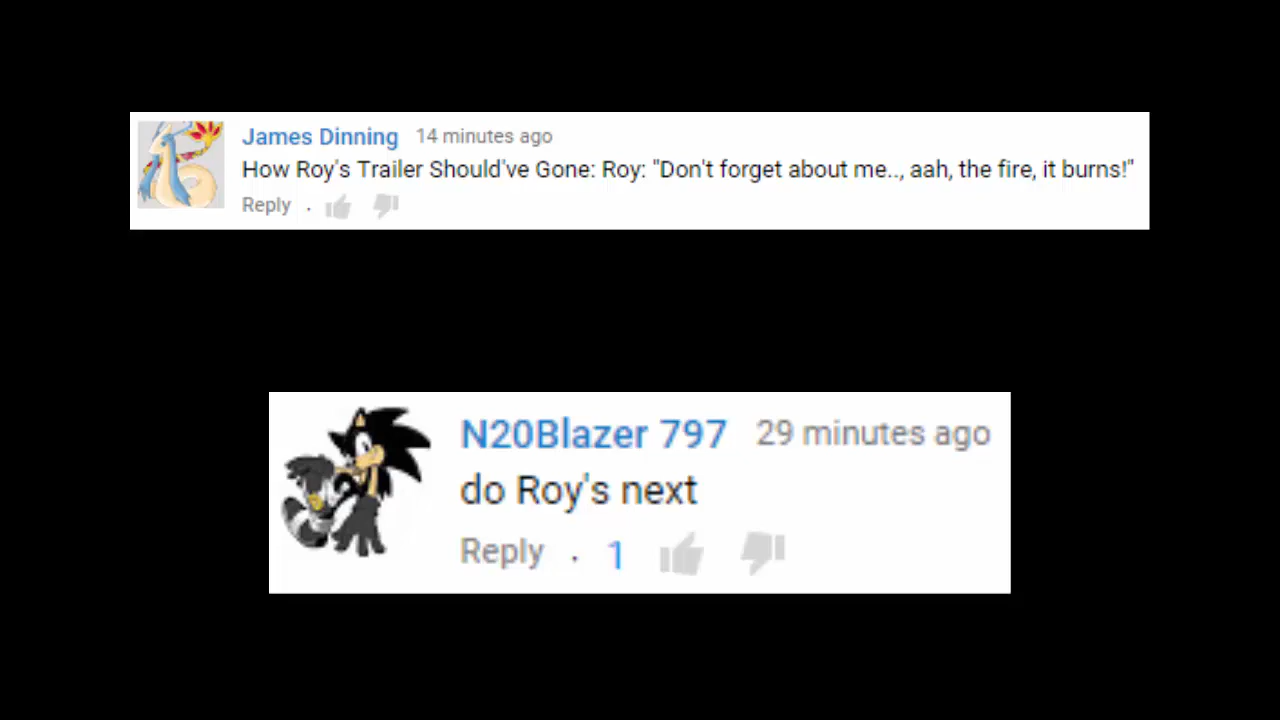 James Dinning 14 minutes ago
How Roy's Trailer Should've Gone: Roy: "Don't forget about me.., aah, the fire, it burns!"
Reply .
N20Blazer 797 29 minutes ago
do Roy's next
Reply . 1